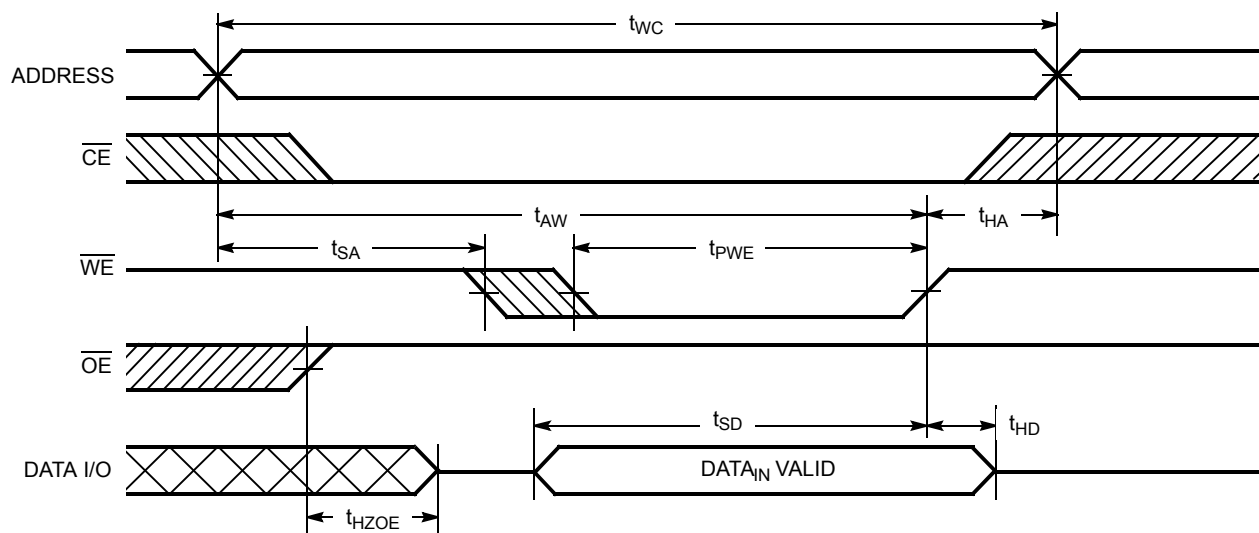 tWC
ADDRESS
CE
tAW
tHA
tSA
tPWE
WE
OE
tSD
tHD
DATA I/O
DATAIN VALID
tHZOE